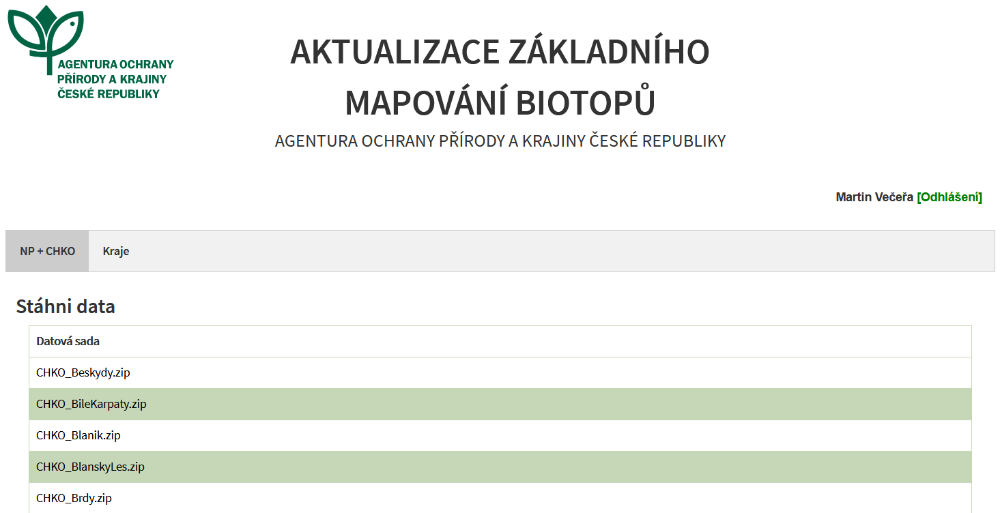 AGENTURA OCHRANY
PŘÍRODY A KRAJINY
ČESKÉ REPUBLIKY
AKTUALIZACE ZÁKLADNÍHO
MAPOVÁNÍ BIOTOPŮ
AGENTURA OCHRANY PŘÍRODY A KRAJINY ČESKÉ REPUBLIKY
Martin Večeřa [Odhlášení]
NP + CHKO Kraje
Stáhni data
Datová sada
CHKO_Beskydy.zip
CHKO_BileKarpaty.zip
CHKO_Blanik.zip
CHKO_BlanskyLes.zip
CHKO_Brdy.zip